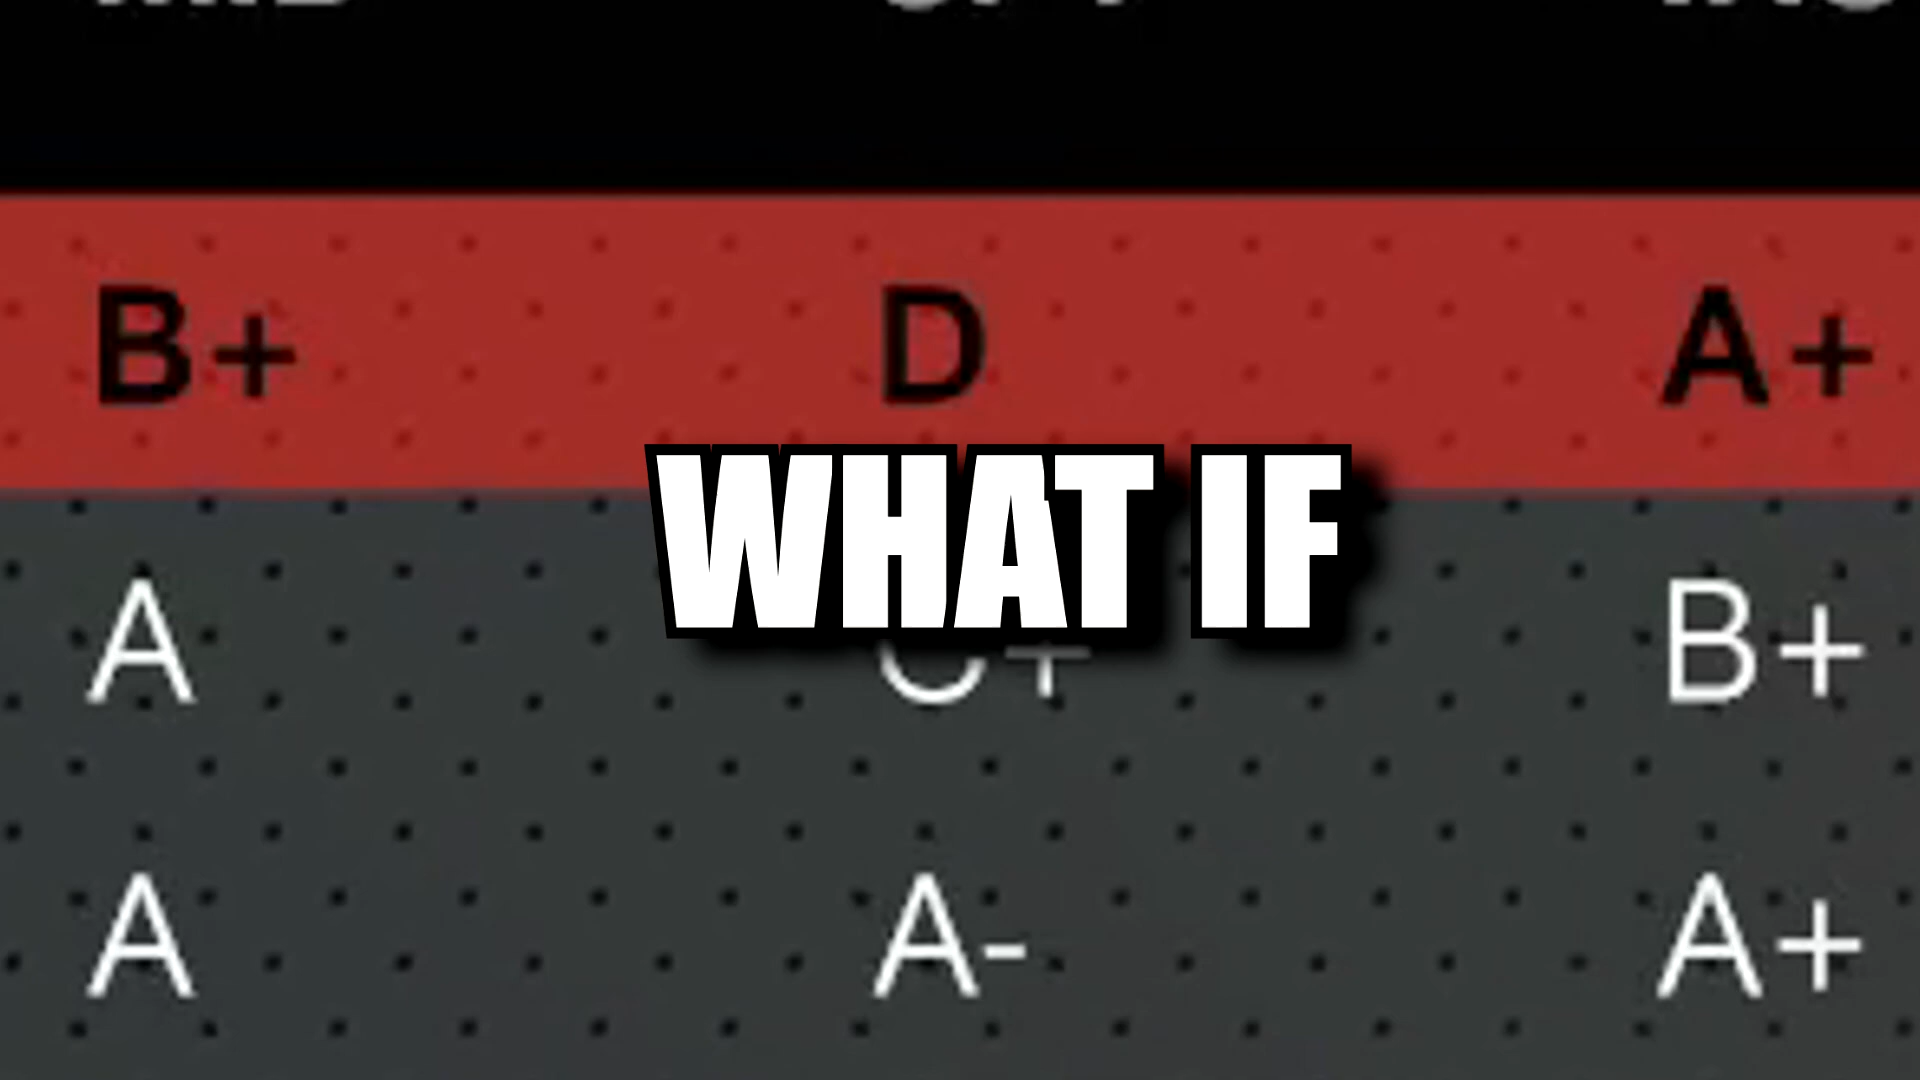 B+ D A+
WHAT IF
A C+ B+
A A- A+